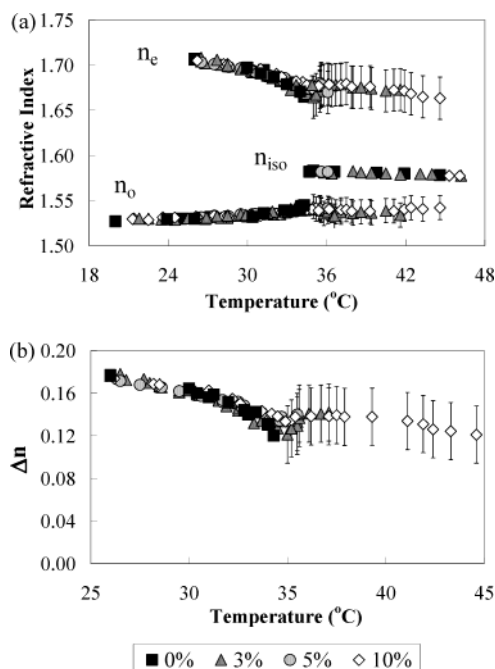 (a)
1.75
1.70
1.65
1.60
1.55
1.50
Refractive Index
n_e
n_iso
n_o
18 24 30 36 42 48
Temperature (°C)
(b)
0.20
0.16
0.12
0.08
0.04
0.00
Δn
25 30 35 40 45
Temperature (°C)
0% 3% 5% 10%